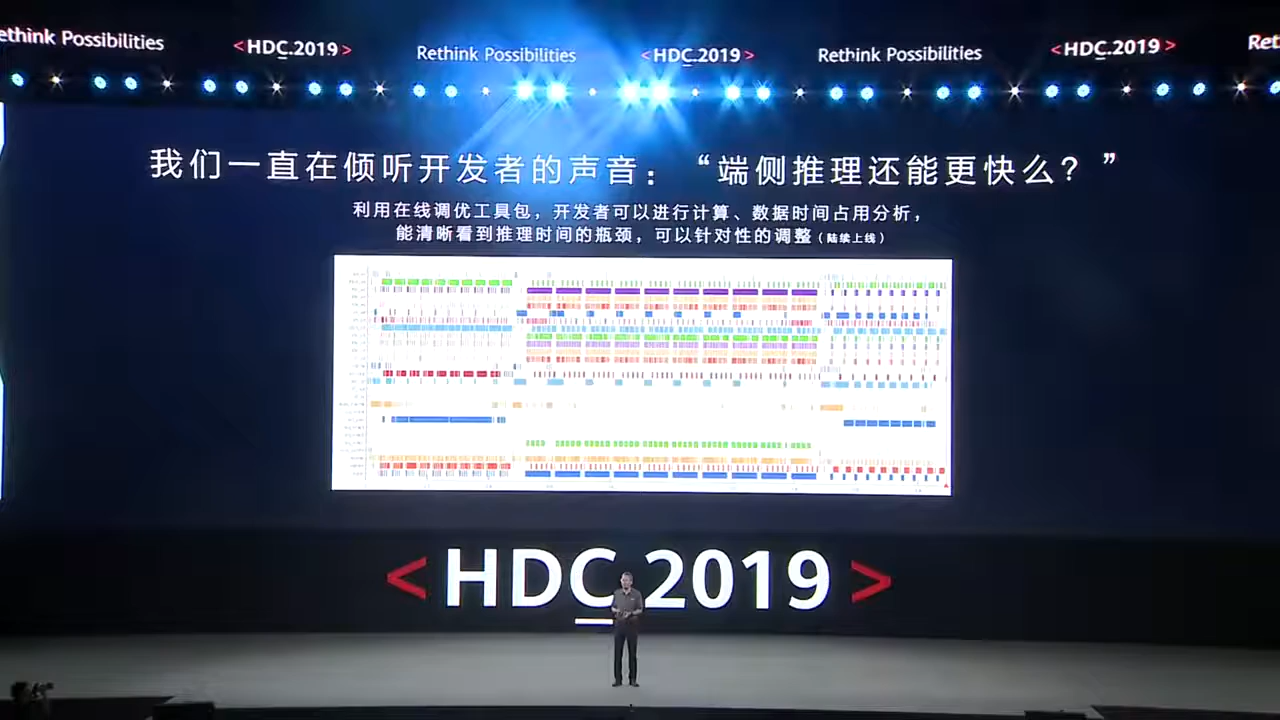 ethink Possibilities <HDC.2019> Rethink Possibilities <HDC.2019> Rethink Possibilities <HDC.2019> Ret
我们一直在倾听开发者的声音：“端侧推理还能更快么？”
利用在线调优工具包，开发者可以进行计算、数据时间占用分析，
能清晰看到推理时间的瓶颈，可以针对性的调整（陆续上线）
<HDC.2019>